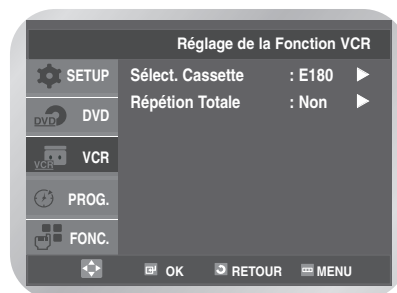 Réglage de la Fonction VCR
SETUP
Sélect. Cassette : E180
Répétion Totale : Non
DVD DVD
VCR VCR
PROG.
FONC.
OK RETOUR MENU